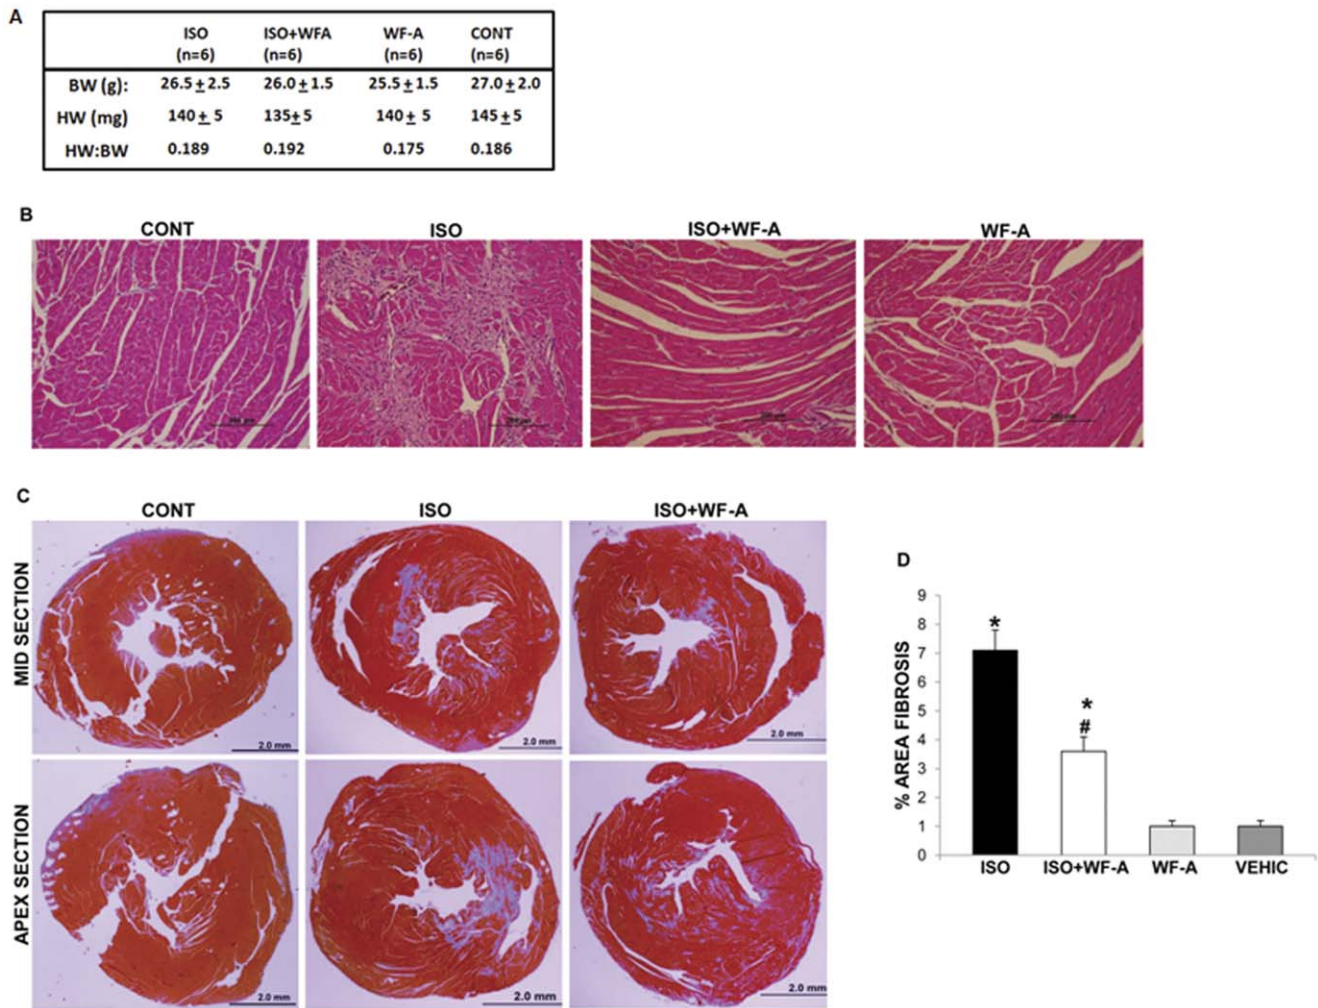 A
ISO ISO+WFA WF-A CONT
(n=6) (n=6) (n=6) (n=6)
BW (g): 26.5±2.5 26.0±1.5 25.5±1.5 27.0±2.0
HW (mg) 140± 5 135±5 140± 5 145±5
HW:BW 0.189 0.192 0.175 0.186
B
CONT ISO ISO+WF-A WF-A
C
CONT ISO ISO+WF-A
MID SECTION
2.0 mm 2.0 mm 2.0 mm
APEX SECTION
2.0 mm 2.0 mm 2.0 mm
D
% AREA FIBROSIS
9
8
7
6
5
4
3
2
1
0
*
*
#
ISO ISO+WF-A WF-A VEHIC